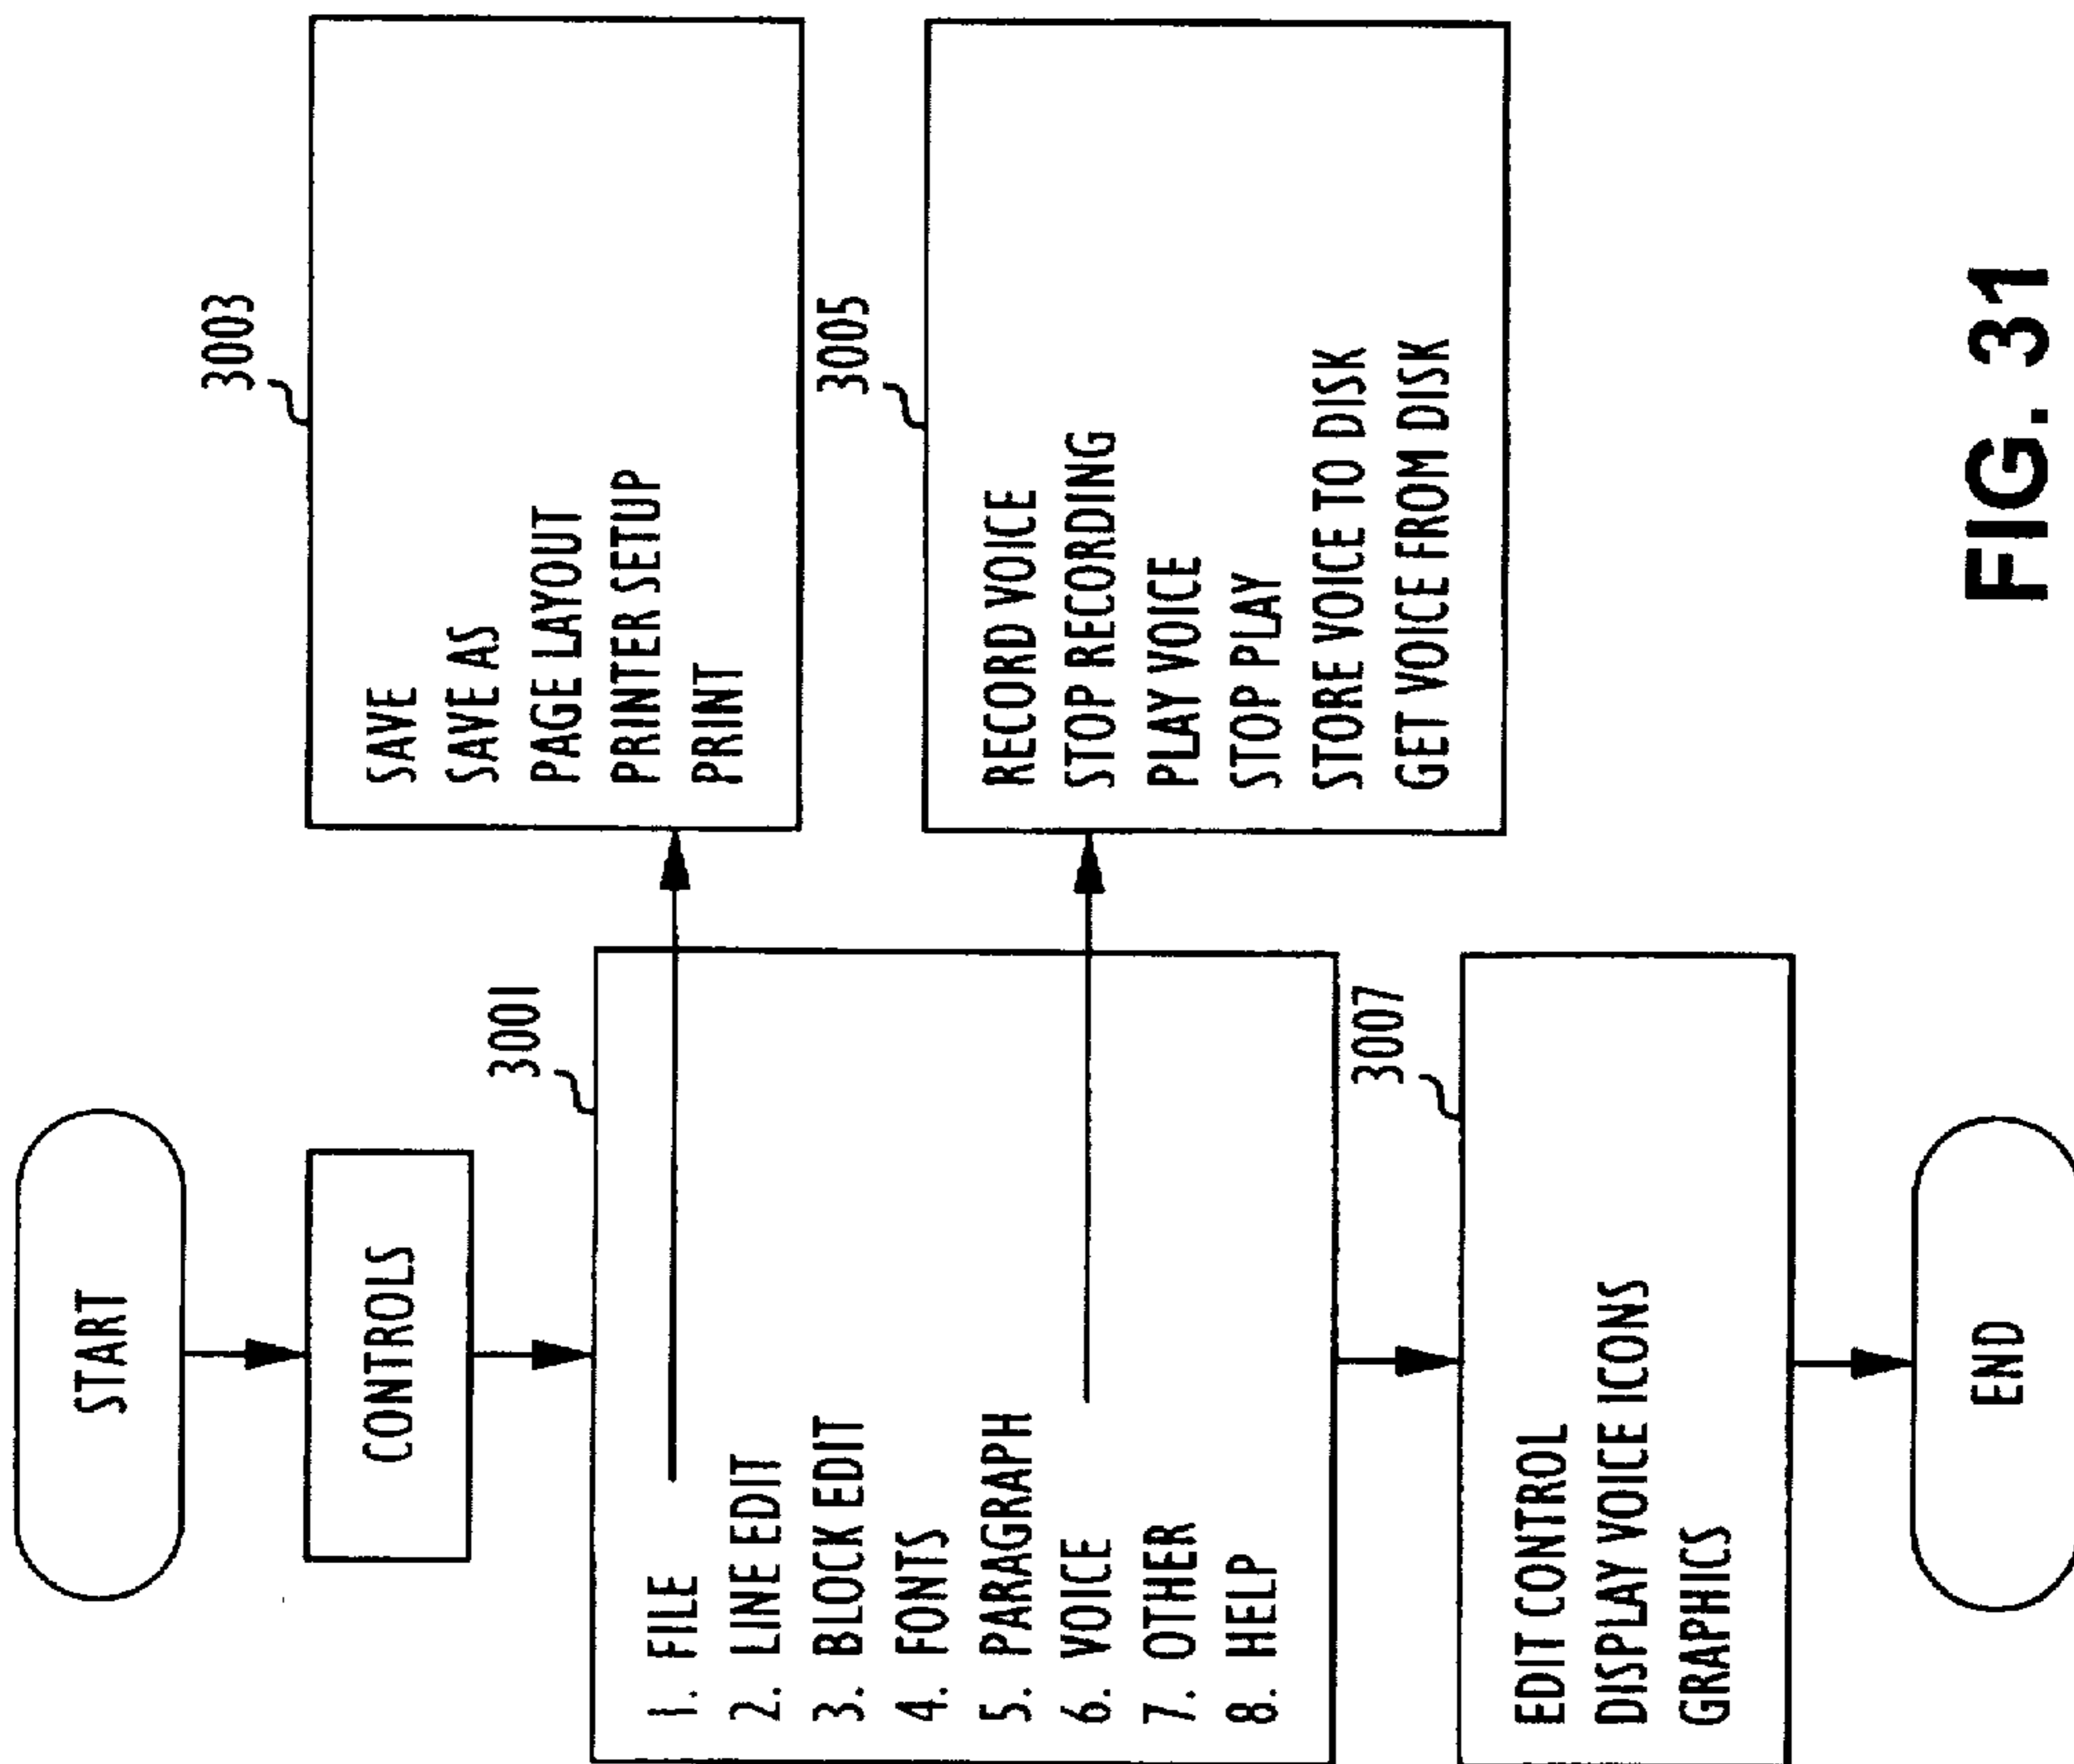 START
CONTROLS
3001
1. FILE
2. LINE EDIT
3. BLOCK EDIT
4. FONTS
5. PARAGRAPH
6. VOICE
7. OTHER
8. HELP
3003
SAVE
SAVE AS
PAGE LAYOUT
PRINTER SETUP
PRINT
3005
RECORD VOICE
STOP RECORDING
PLAY VOICE
STOP PLAY
STORE VOICE TO DISK
GET VOICE FROM DISK
3007
EDIT CONTROL
DISPLAY VOICE ICONS
GRAPHICS
END
FIG. 31